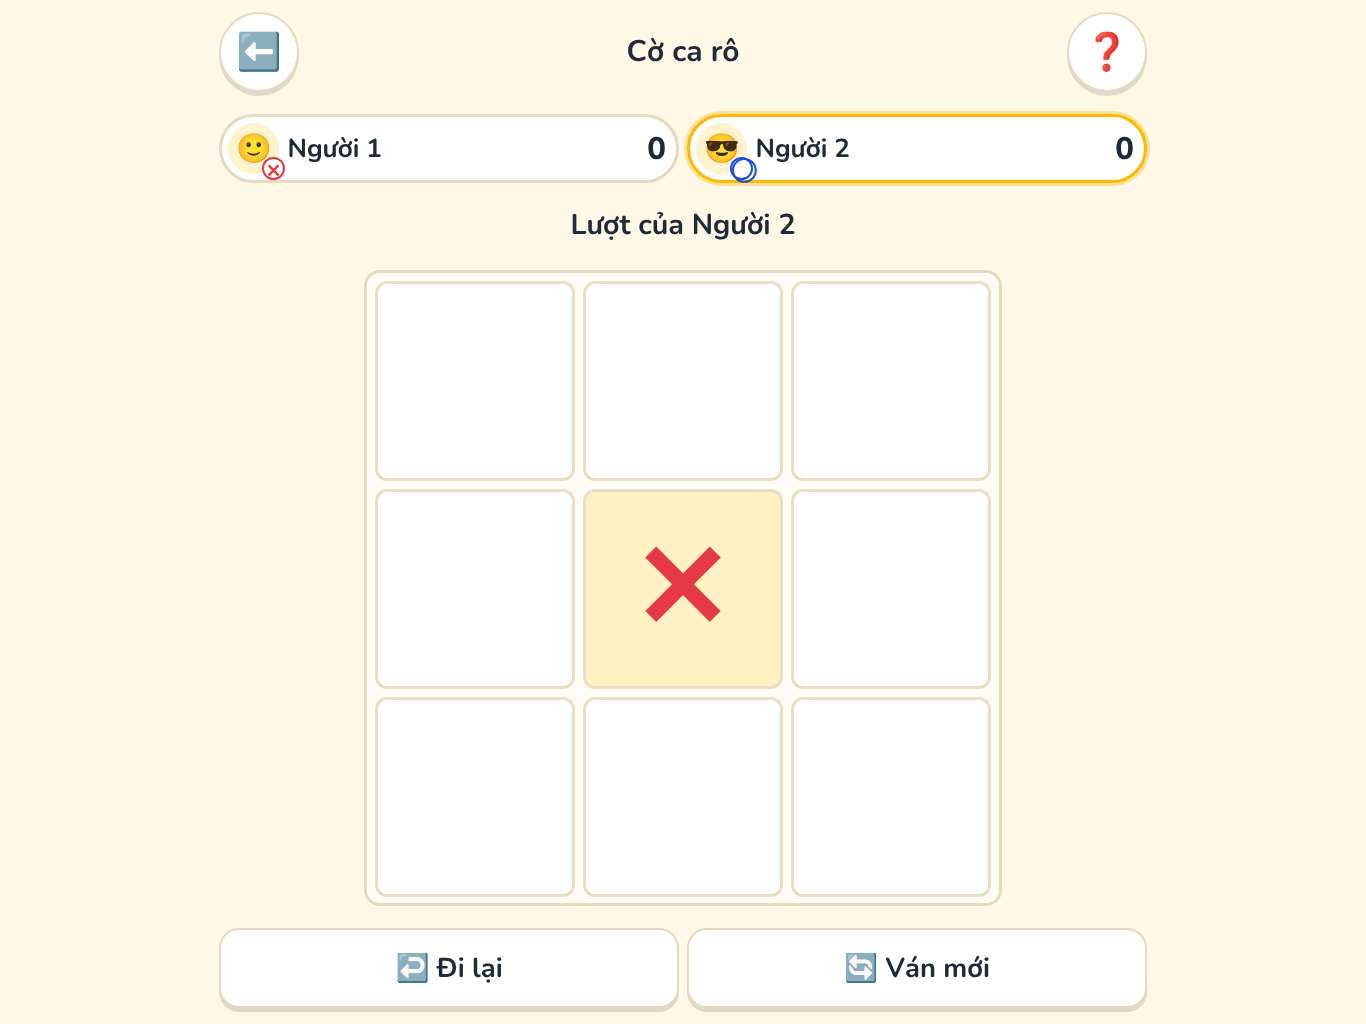 Cờ ca rô
Người 1
0
Người 2
0
Lượt của Người 2
Đi lại
Ván mới